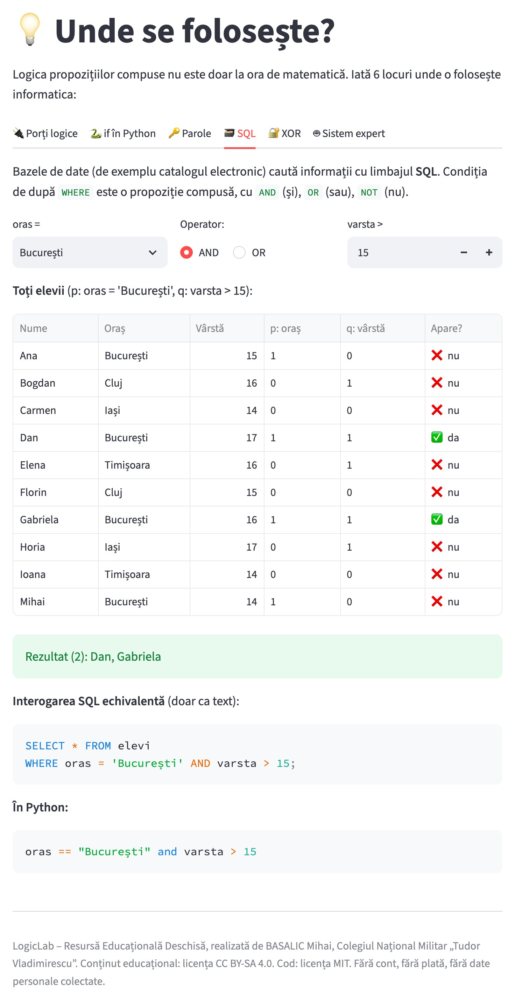 💡 Unde se folosește?
Logica propozițiilor compuse nu este doar la ora de matematică. Iată 6 locuri unde o folosește
informatica:
🔌 Porți logice 🐍 if în Python 🔑 Parole 🗃️ SQL 🔐 XOR Sistem expert
Bazele de date (de exemplu catalogul electronic) caută informații cu limbajul SQL. Condiția
de după WHERE este o propoziție compusă, cu AND (și), OR (sau), NOT (nu).
oras = Operator: varsta >
București AND OR 15 − +
Toți elevii (p: oras = 'București', q: varsta > 15):
Nume Oraș Vârstă p: oraș q: vârstă Apare?
Ana București 15 1 0 ❌ nu
Bogdan Cluj 16 0 1 ❌ nu
Carmen Iași 14 0 0 ❌ nu
Dan București 17 1 1 ✅ da
Elena Timișoara 16 0 1 ❌ nu
Florin Cluj 15 0 0 ❌ nu
Gabriela București 16 1 1 ✅ da
Horia Iași 17 0 1 ❌ nu
Ioana Timișoara 14 0 0 ❌ nu
Mihai București 14 1 0 ❌ nu
Rezultat (2): Dan, Gabriela
Interogarea SQL echivalentă (doar ca text):
SELECT * FROM elevi
WHERE oras = 'București' AND varsta > 15;
În Python:
oras == "București" and varsta > 15
LogicLab – Resursă Educațională Deschisă, realizată de BASALIC Mihai, Colegiul Național Militar „Tudor
Vladimirescu”. Conținut educațional: licența CC BY-SA 4.0. Cod: licența MIT. Fără cont, fără plată, fără date
personale colectate.